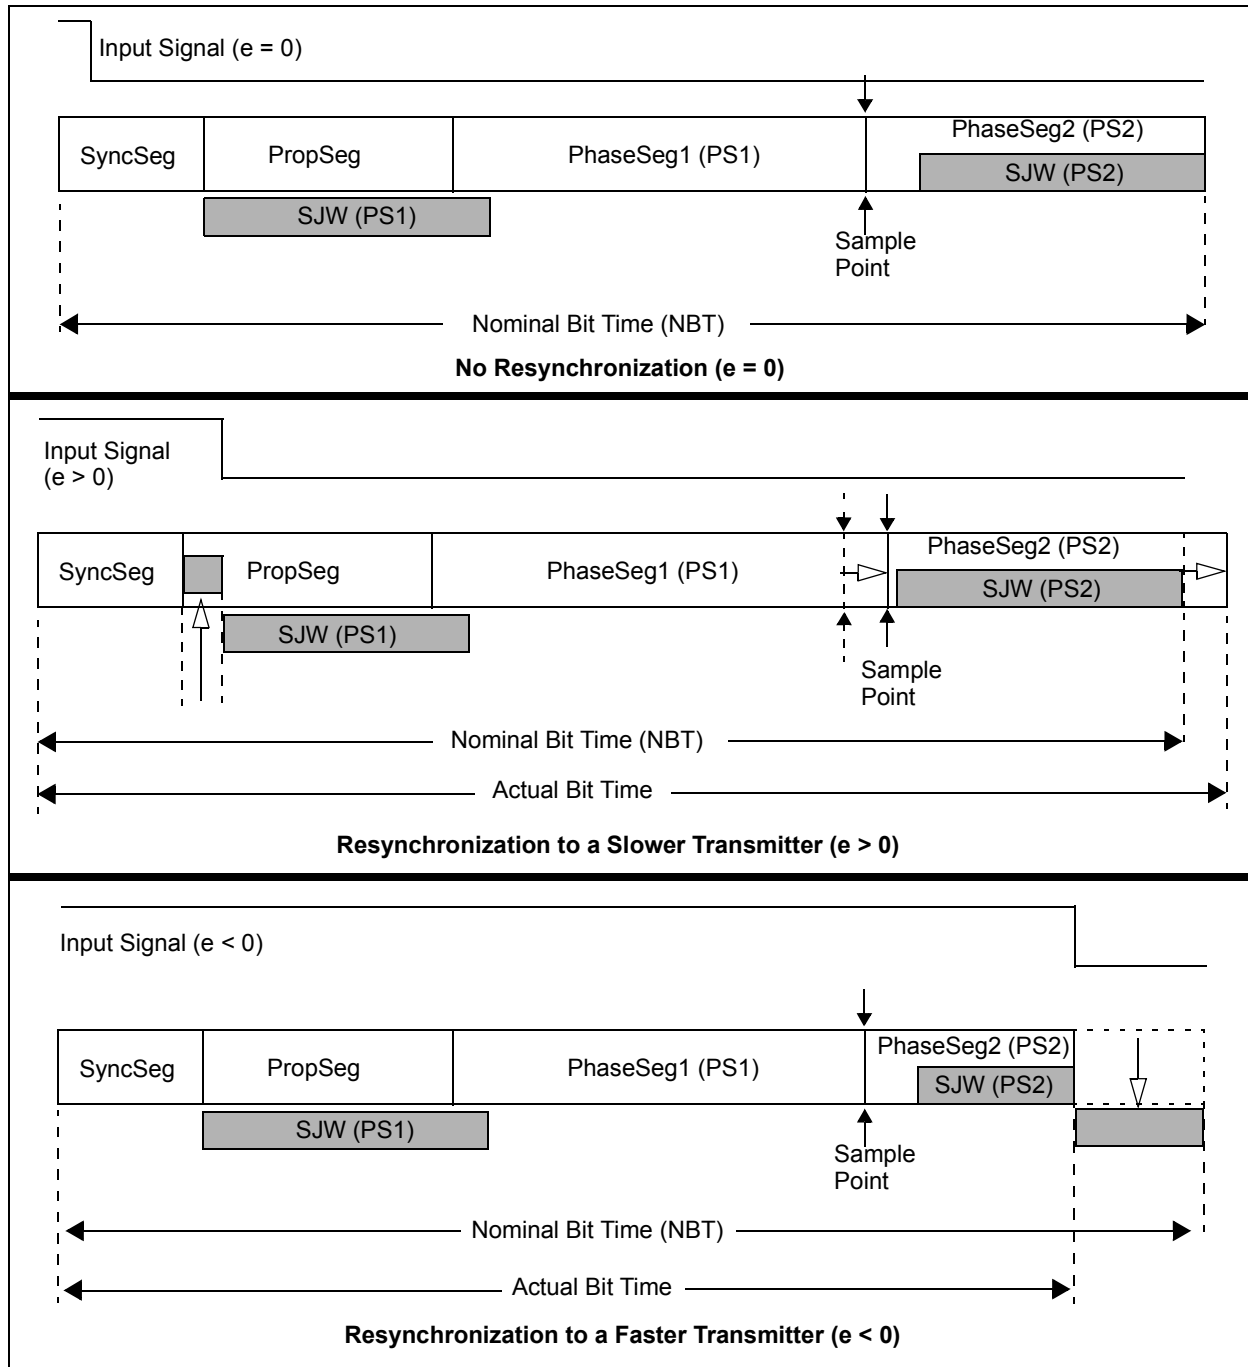 Input Signal (e = 0)
SyncSeg
PropSeg
PhaseSeg1 (PS1)
PhaseSeg2 (PS2)
SJW (PS2)
SJW (PS1)
Sample
Point
Nominal Bit Time (NBT)
No Resynchronization (e = 0)
Input Signal
(e > 0)
SyncSeg
PropSeg
PhaseSeg1 (PS1)
PhaseSeg2 (PS2)
SJW (PS2)
SJW (PS1)
Sample
Point
Nominal Bit Time (NBT)
Actual Bit Time
Resynchronization to a Slower Transmitter (e > 0)
Input Signal (e < 0)
SyncSeg
PropSeg
PhaseSeg1 (PS1)
PhaseSeg2 (PS2)
SJW (PS2)
SJW (PS1)
Sample
Point
Nominal Bit Time (NBT)
Actual Bit Time
Resynchronization to a Faster Transmitter (e < 0)